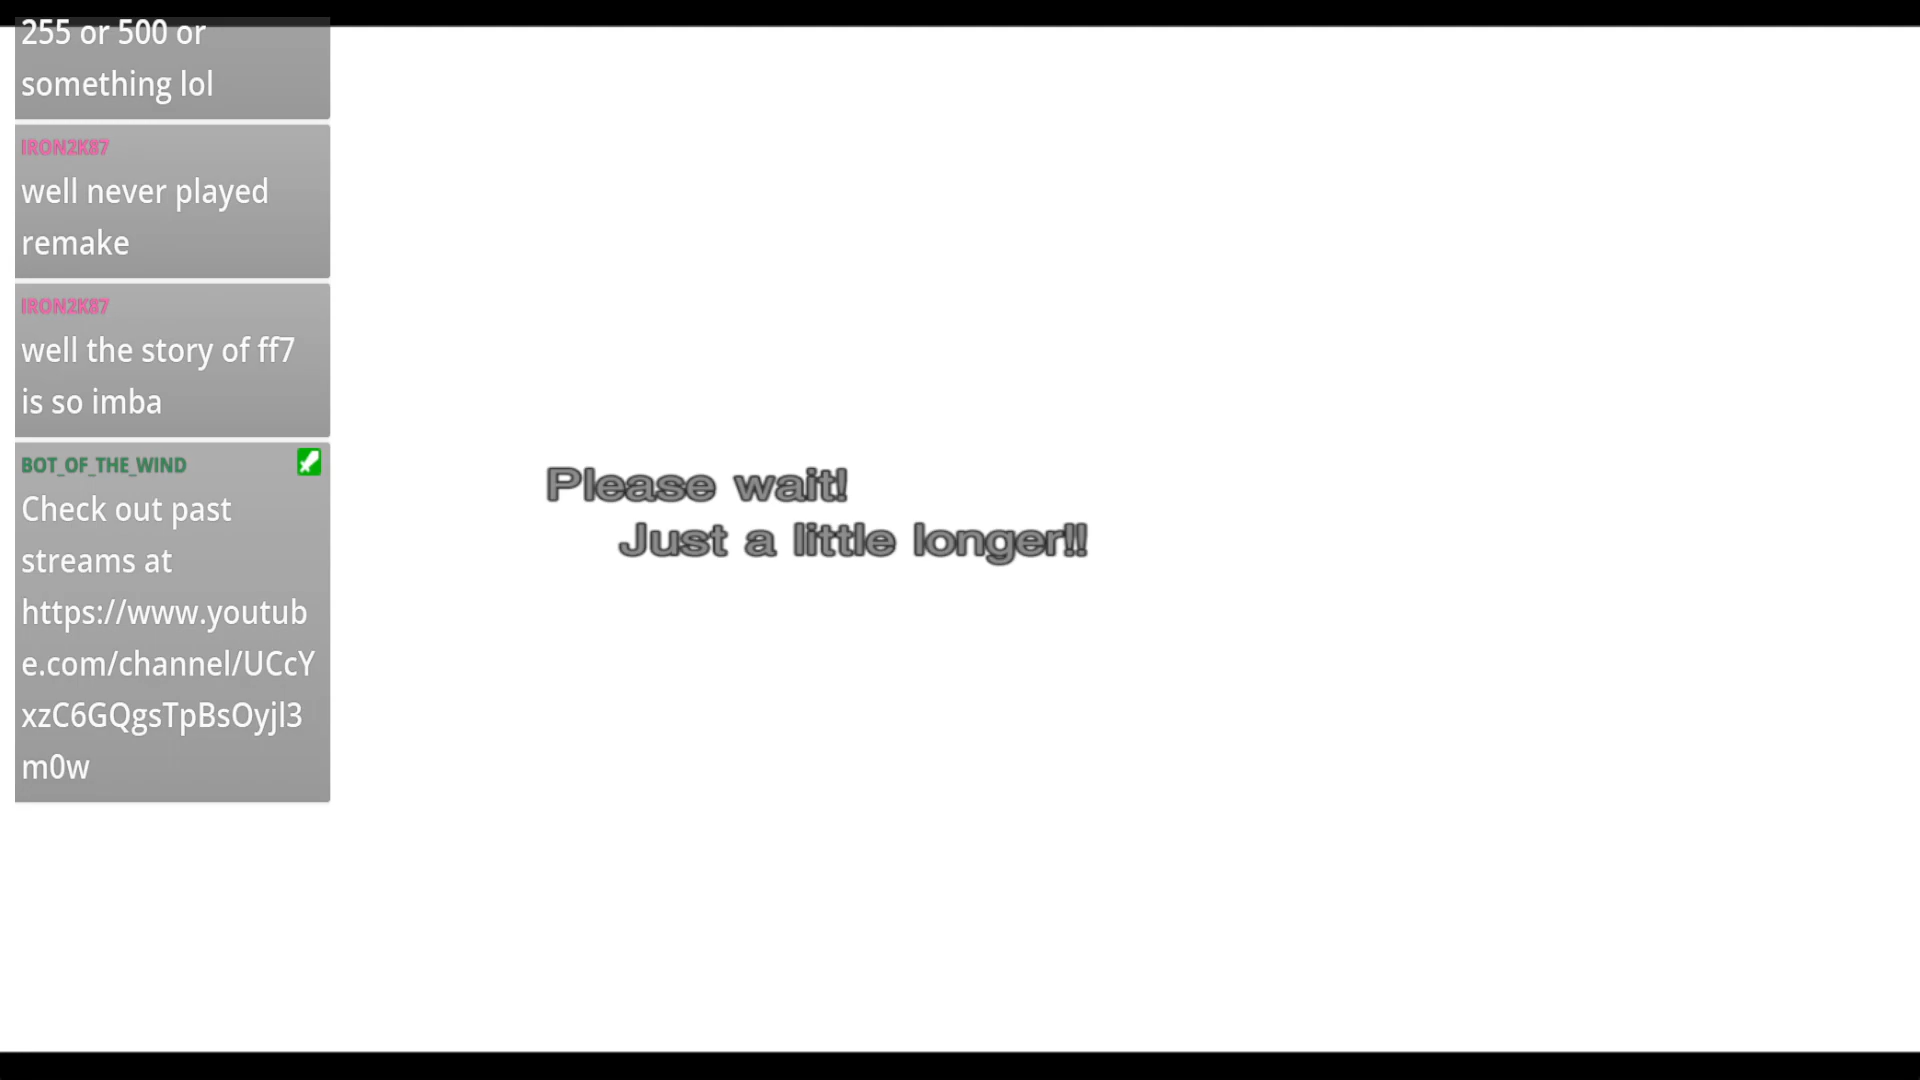 255 or 500 or
something lol
IRON2K87
well never played
remake
IRON2K87
well the story of ff7
is so imba
BOT_OF_THE_WIND
Check out past
streams at
https://www.youtub
e.com/channel/UCcY
xzC6GQgsTpBsOyjl3
m0w
Please wait!
Just a little longer!!